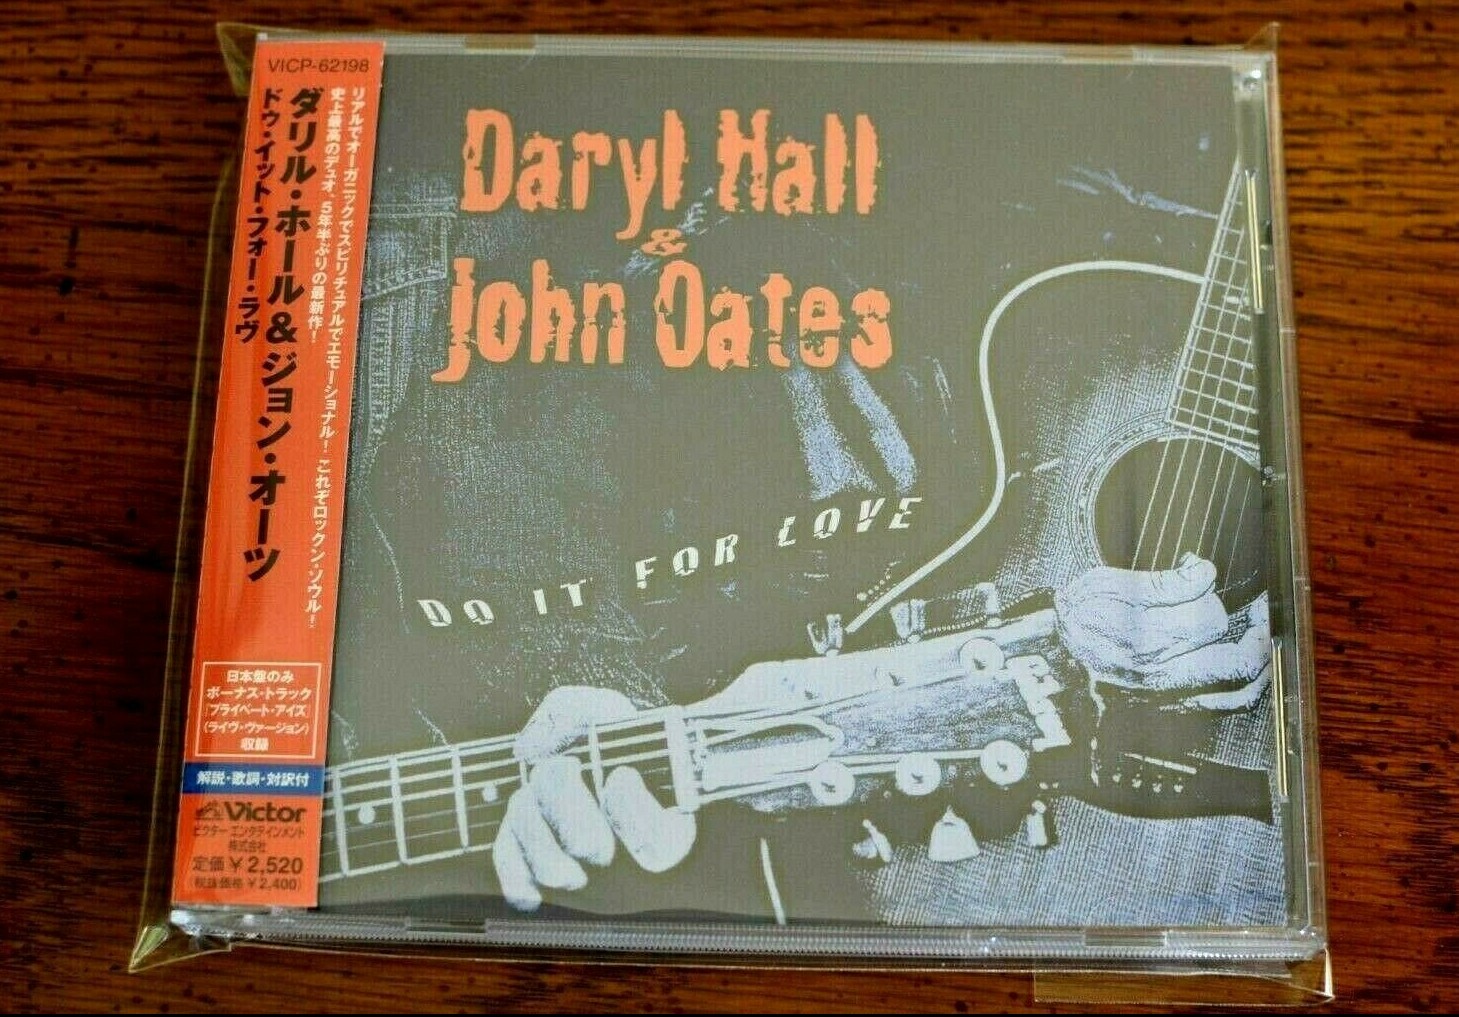 VICP-62198
リアルでオーガニックでスピリチュアルでエモーショナル! これぞロックン・ソウル!
史上最高のデュオ、5年半ぶりの最新作!
ダリル・ホール&ジョン・オーツ
ドゥ・イット・フォー・ラヴ
日本盤のみ
ボーナス・トラック
「プライベート・アイズ」
(ライヴ・ヴァージョン)
収録
解説・歌詞・対訳付
Victor
ビクター エンタテインメント
株式会社
定価 ¥2,520
(税抜価格 ¥2,400)
Daryl Hall
&
John Oates
DO IT FOR LOVE